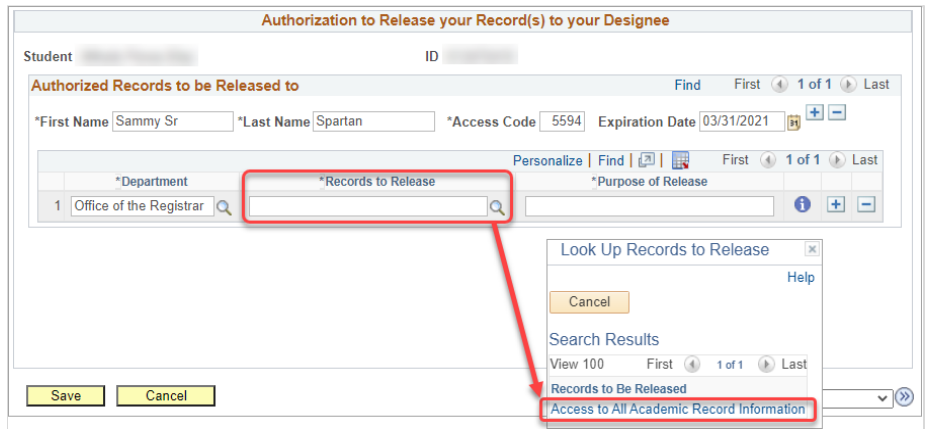 Authorization to Release your Record(s) to your Designee
Student ID
Authorized Records to be Released to Find First 1 of 1 Last
*First Name Sammy Sr *Last Name Spartan *Access Code 5594 Expiration Date 03/31/2021
Personalize | Find | First 1 of 1 Last
*Department *Records to Release *Purpose of Release
1 Office of the Registrar
Look Up Records to Release
Help
Cancel
Search Results
View 100 First 1 of 1 Last
Records to Be Released
Access to All Academic Record Information
Save Cancel